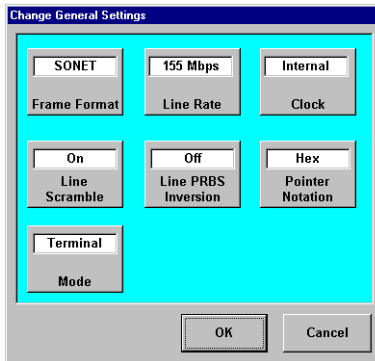 Change General Settings
SONET
Frame Format
155 Mbps
Line Rate
Internal
Clock
On
Line
Scramble
Off
Line PRBS
Inversion
Hex
Pointer
Notation
Terminal
Mode
OK
Cancel